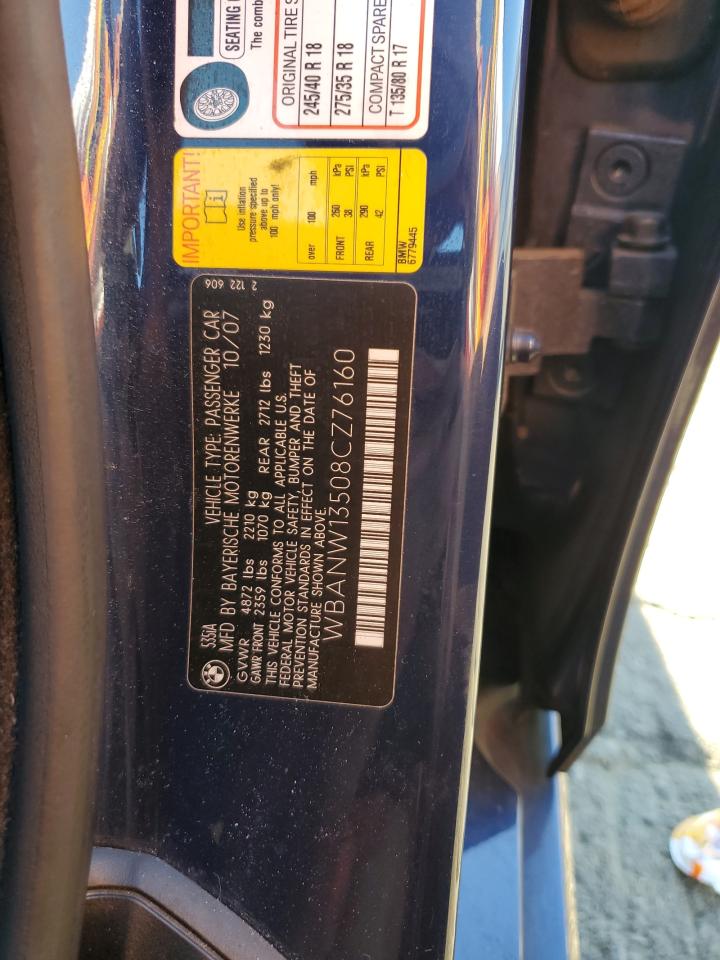 SEATING
The comb
ORIGINAL TIRE S
245/40 R 18
275/35 R 18
COMPACT SPARE
T 135/80 R 17
IMPORTANT!
Use inflation
pressure specified
above up to
100 mph only!
over 100 mph
FRONT 260 kPa
38 PSI
REAR 290 kPa
42 PSI
BMW
6779445
535iA VEHICLE TYPE: PASSENGER CAR 2 122 606
MFD BY BAYERISCHE MOTORENWERKE 10/07
GVWR 4872 lbs 2210 kg
GAWR FRONT 2359 lbs 1070 kg REAR 2712 lbs 1230 kg
THIS VEHICLE CONFORMS TO ALL APPLICABLE U.S.
FEDERAL MOTOR VEHICLE SAFETY, BUMPER AND THEFT
PREVENTION STANDARDS IN EFFECT ON THE DATE OF
MANUFACTURE SHOWN ABOVE.
WBANW13508CZ76160